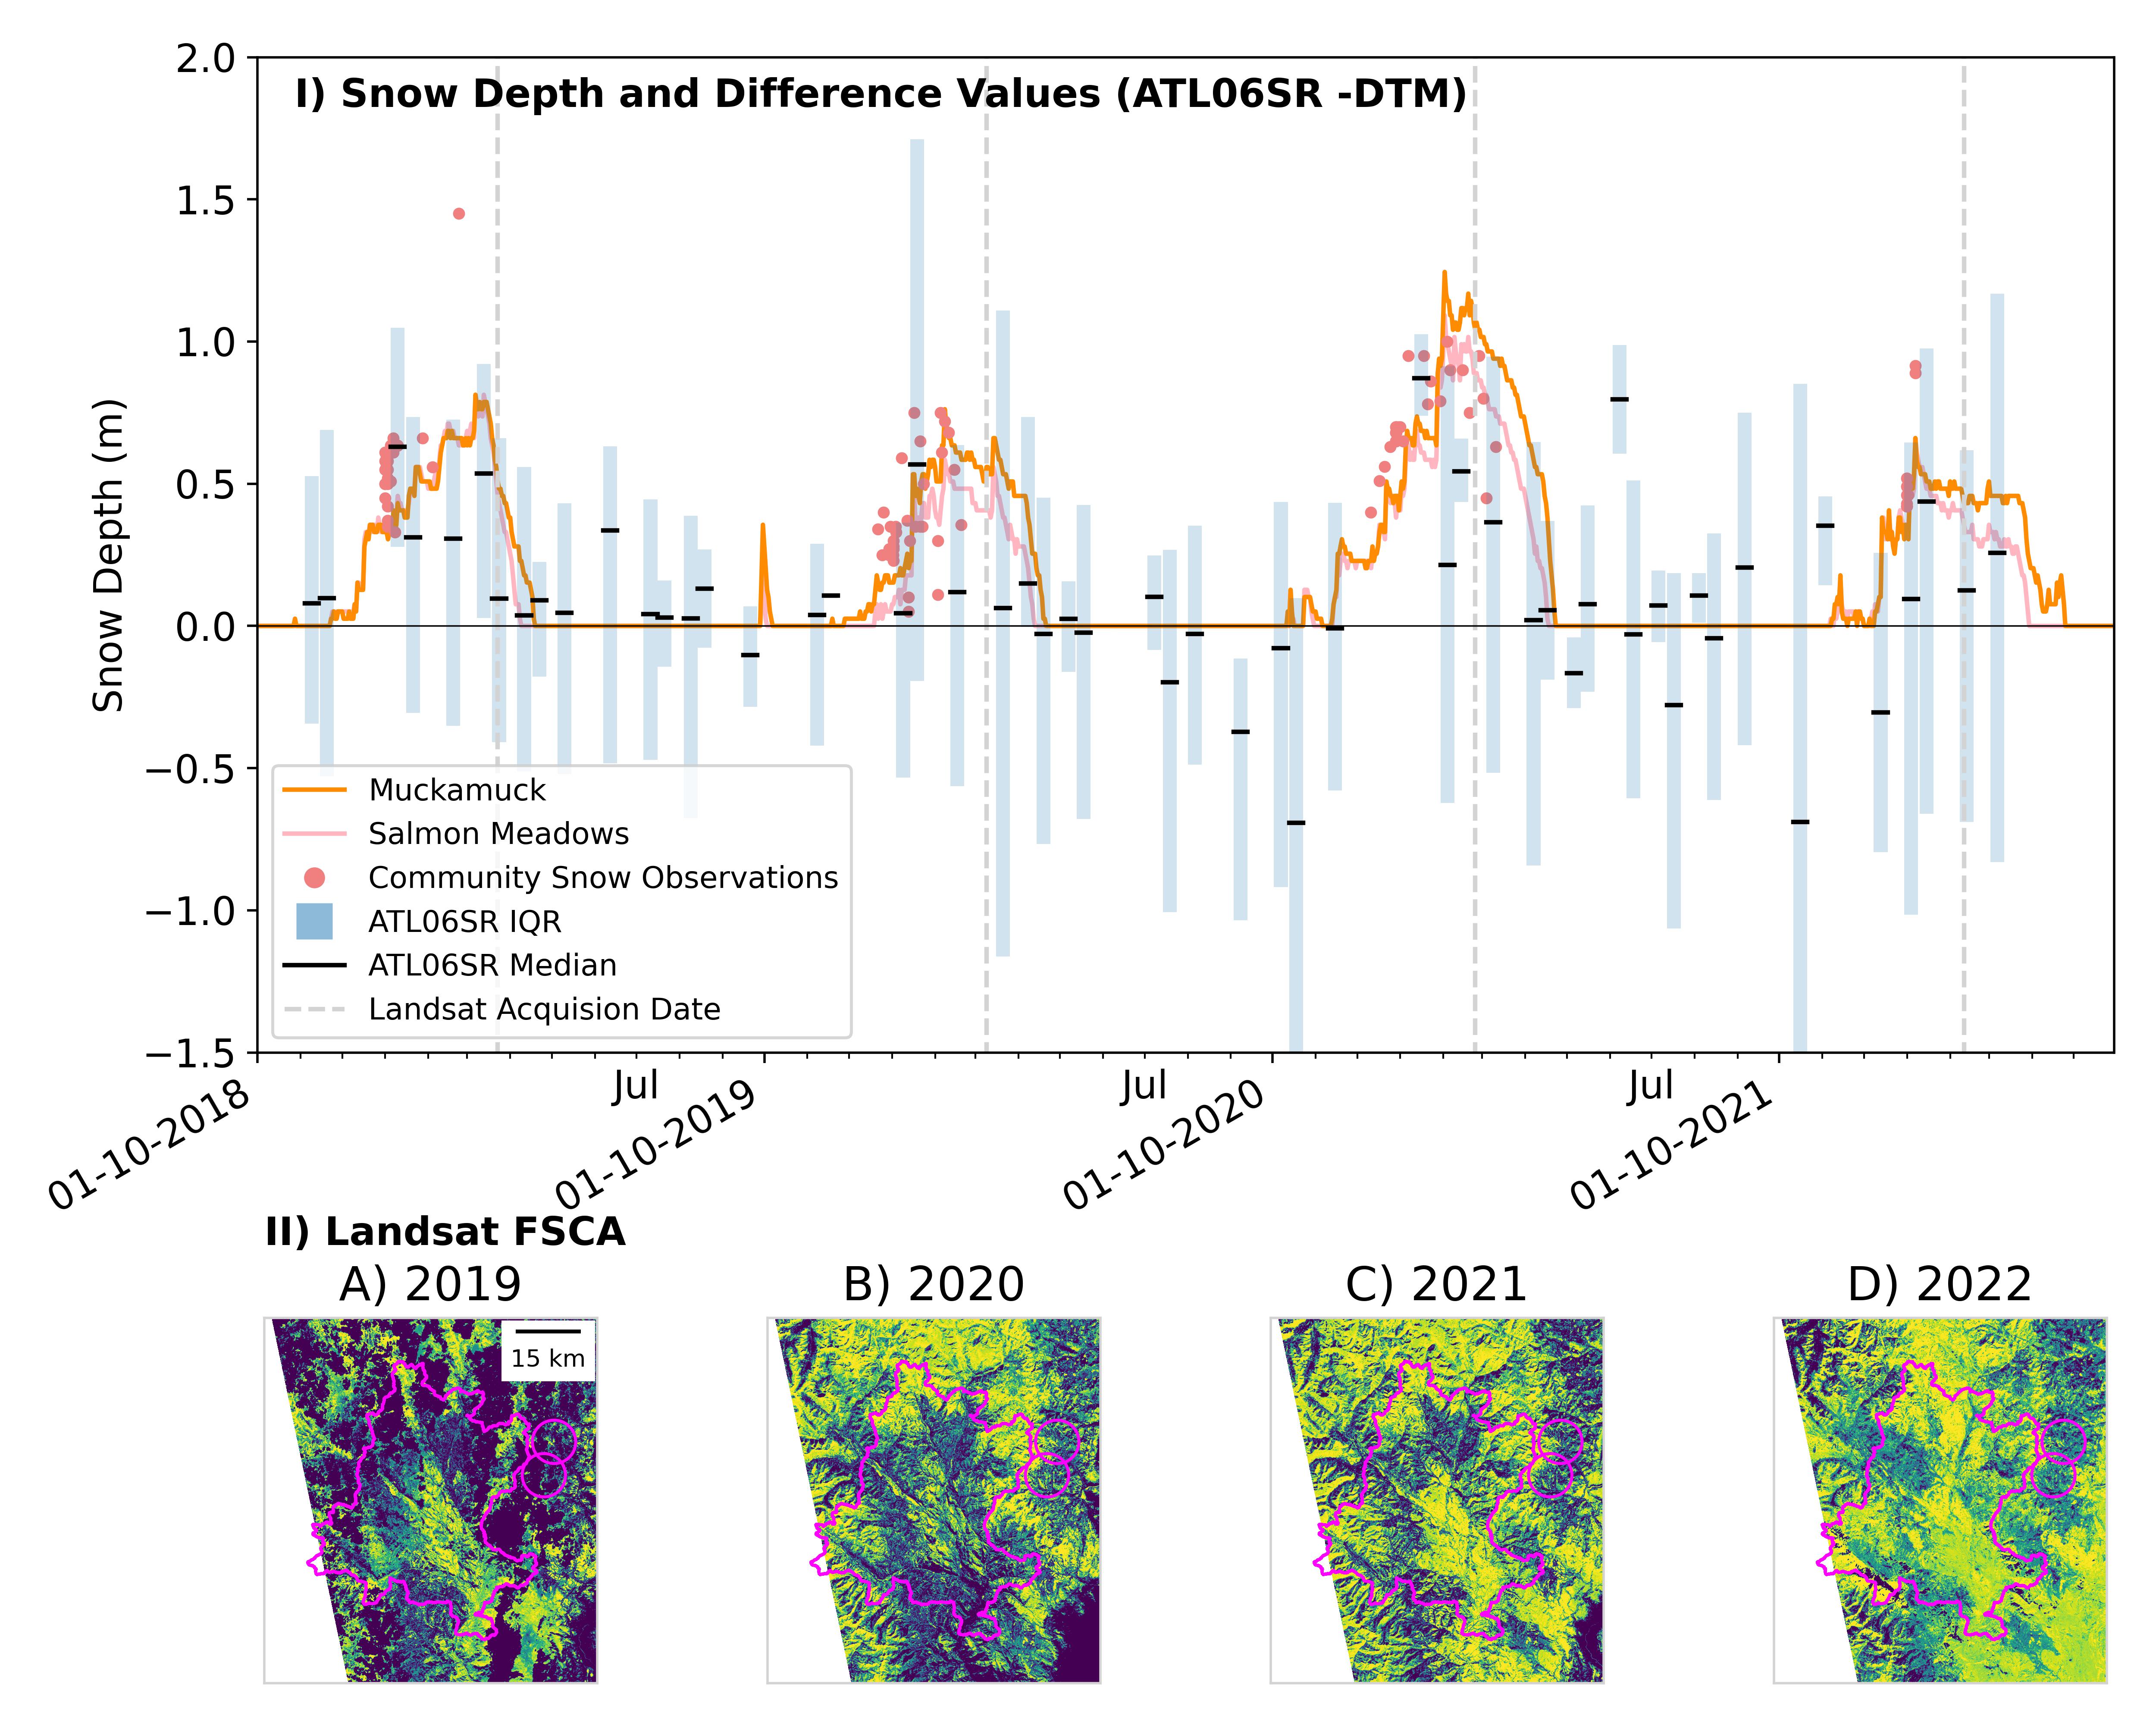 I) Snow Depth and Difference Values (ATL06SR -DTM)
Snow Depth (m)
2.0
1.5
1.0
0.5
0.0
−0.5
−1.0
−1.5
Muckamuck
Salmon Meadows
Community Snow Observations
ATL06SR IQR
ATL06SR Median
Landsat Acquision Date
Jul Jul Jul
01-10-2018 01-10-2019 01-10-2020 01-10-2021
II) Landsat FSCA
A) 2019 B) 2020 C) 2021 D) 2022
15 km